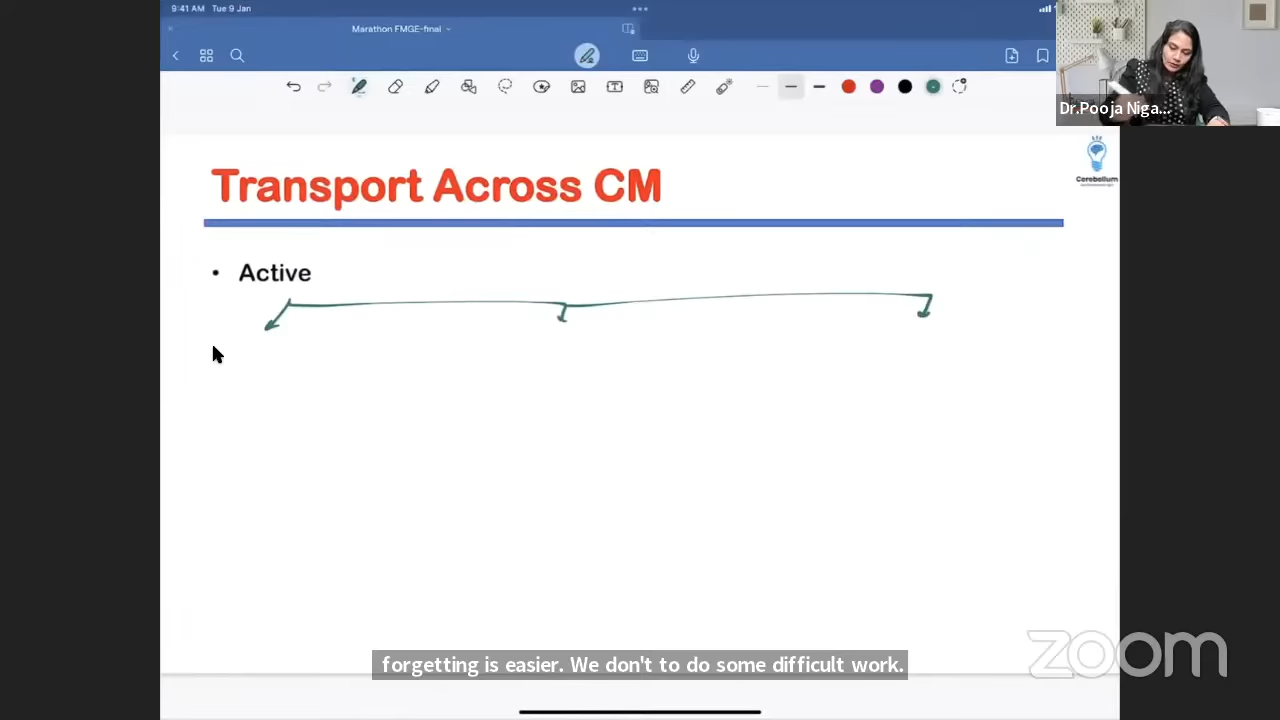 9:41 AM Tue 9 Jan
Marathon FMGE-final
Dr.Pooja Niga...
Cerebellum
Transport Across CM
• Active
forgetting is easier. We don't to do some difficult work.
zoom